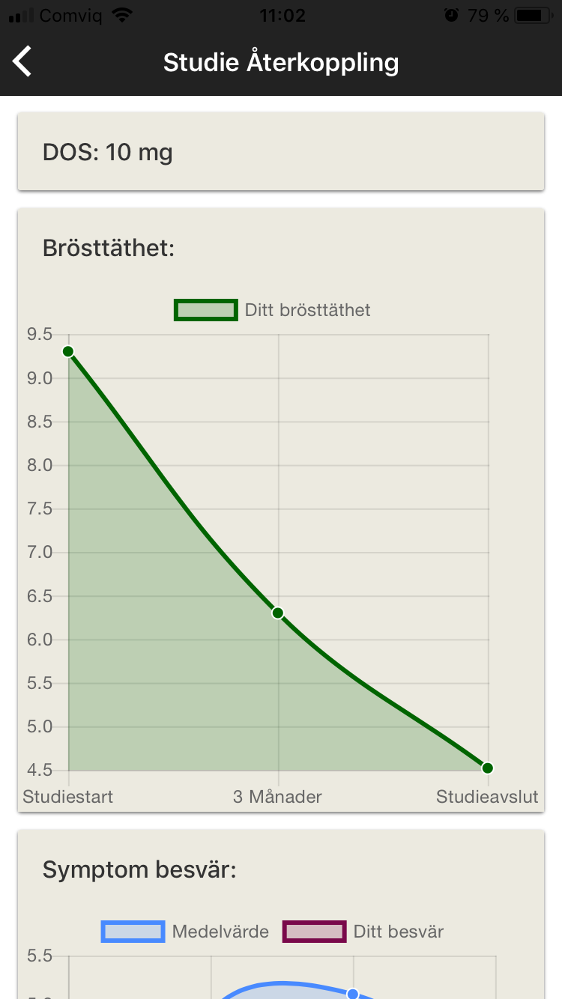 Comviq 11:02 79 %
Studie Återkoppling
DOS: 10 mg
Brösttäthet:
Ditt brösttäthet
9.5
9.0
8.5
8.0
7.5
7.0
6.5
6.0
5.5
5.0
4.5
Studiestart 3 Månader Studieavslut
Symptom besvär:
Medelvärde Ditt besvär
5.5